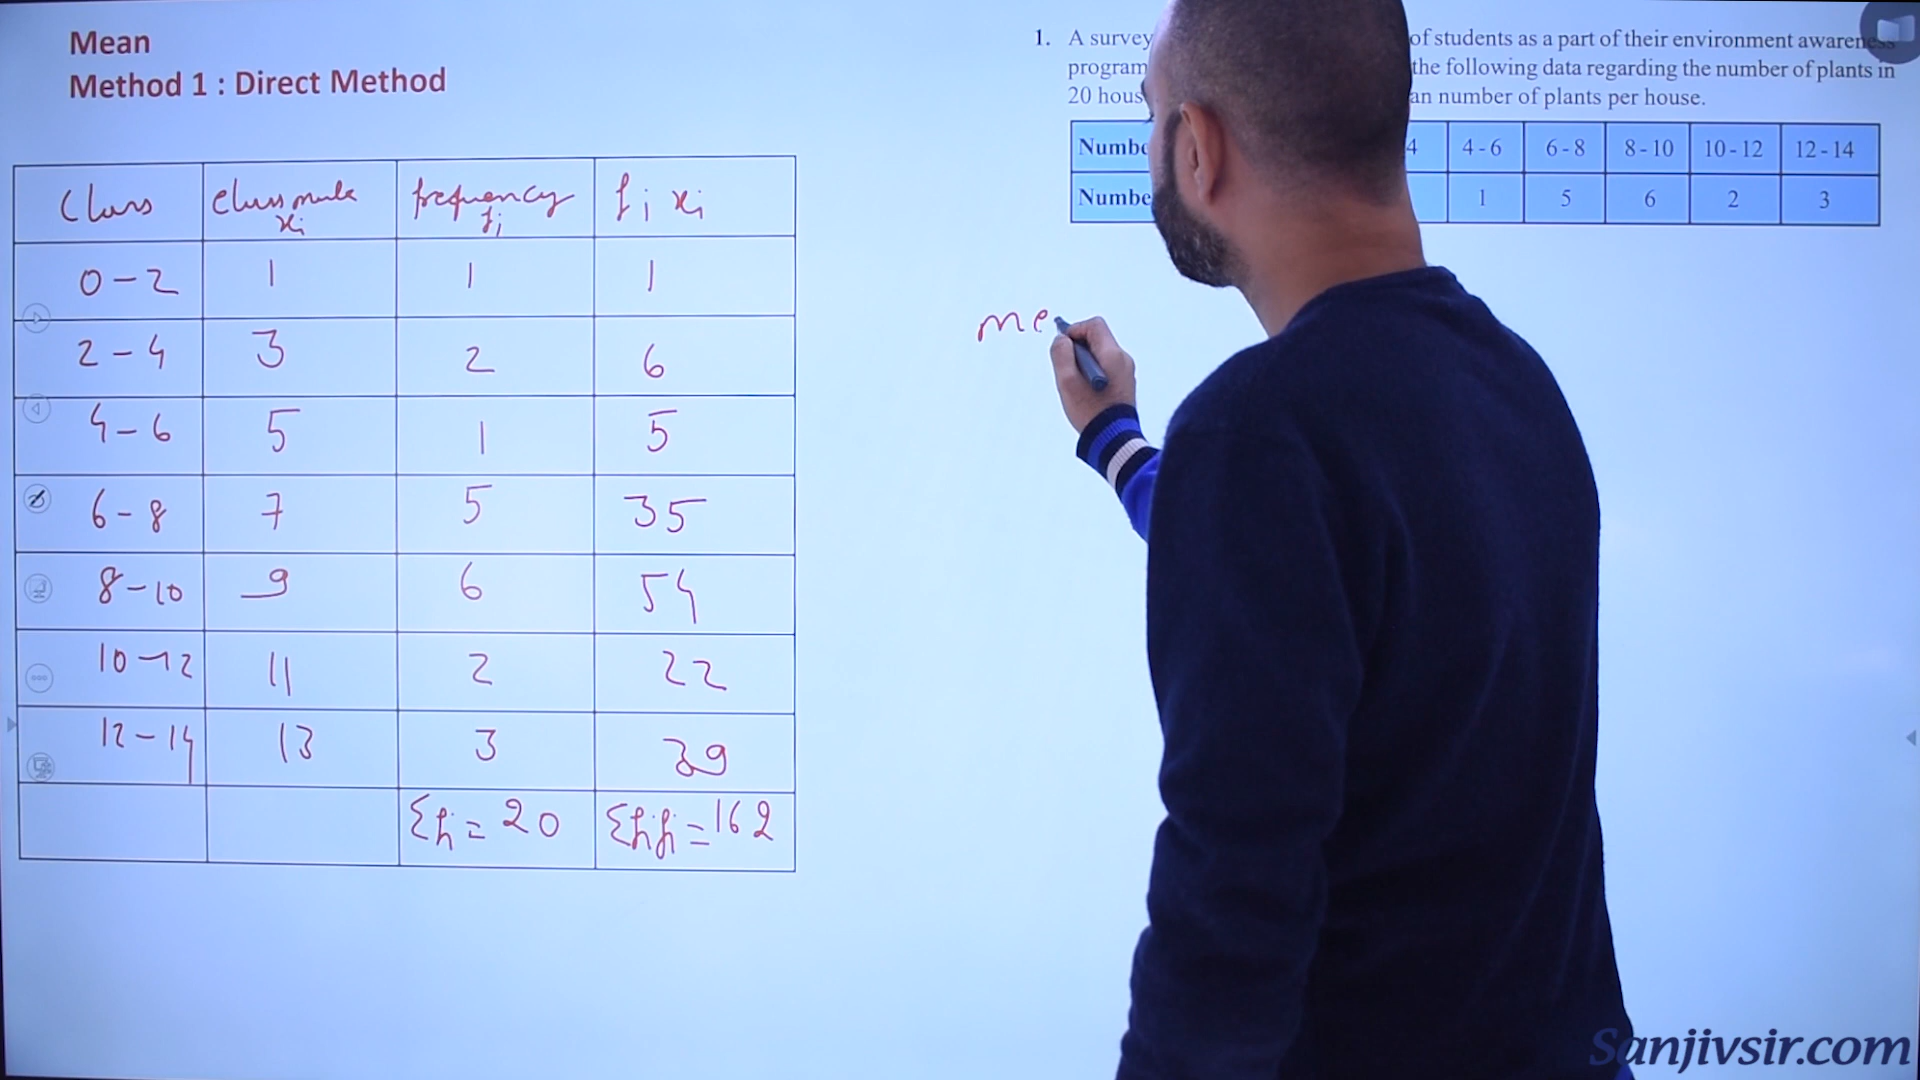 Mean
Method 1 : Direct Method
Class class mark xi frequency fi fi xi
0-2 1 1 1
2-4 3 2 6
4-6 5 1 5
6-8 7 5 35
8-10 9 6 54
10-12 11 2 22
12-14 13 3 39
Σfi = 20 Σfifi = 162
1. A survey of students as a part of their environment awareness
program the following data regarding the number of plants in
20 hous an number of plants per house.
Numbe 4 4-6 6-8 8-10 10-12 12-14
Numbe 1 5 6 2 3
me
Sanjivsir.com